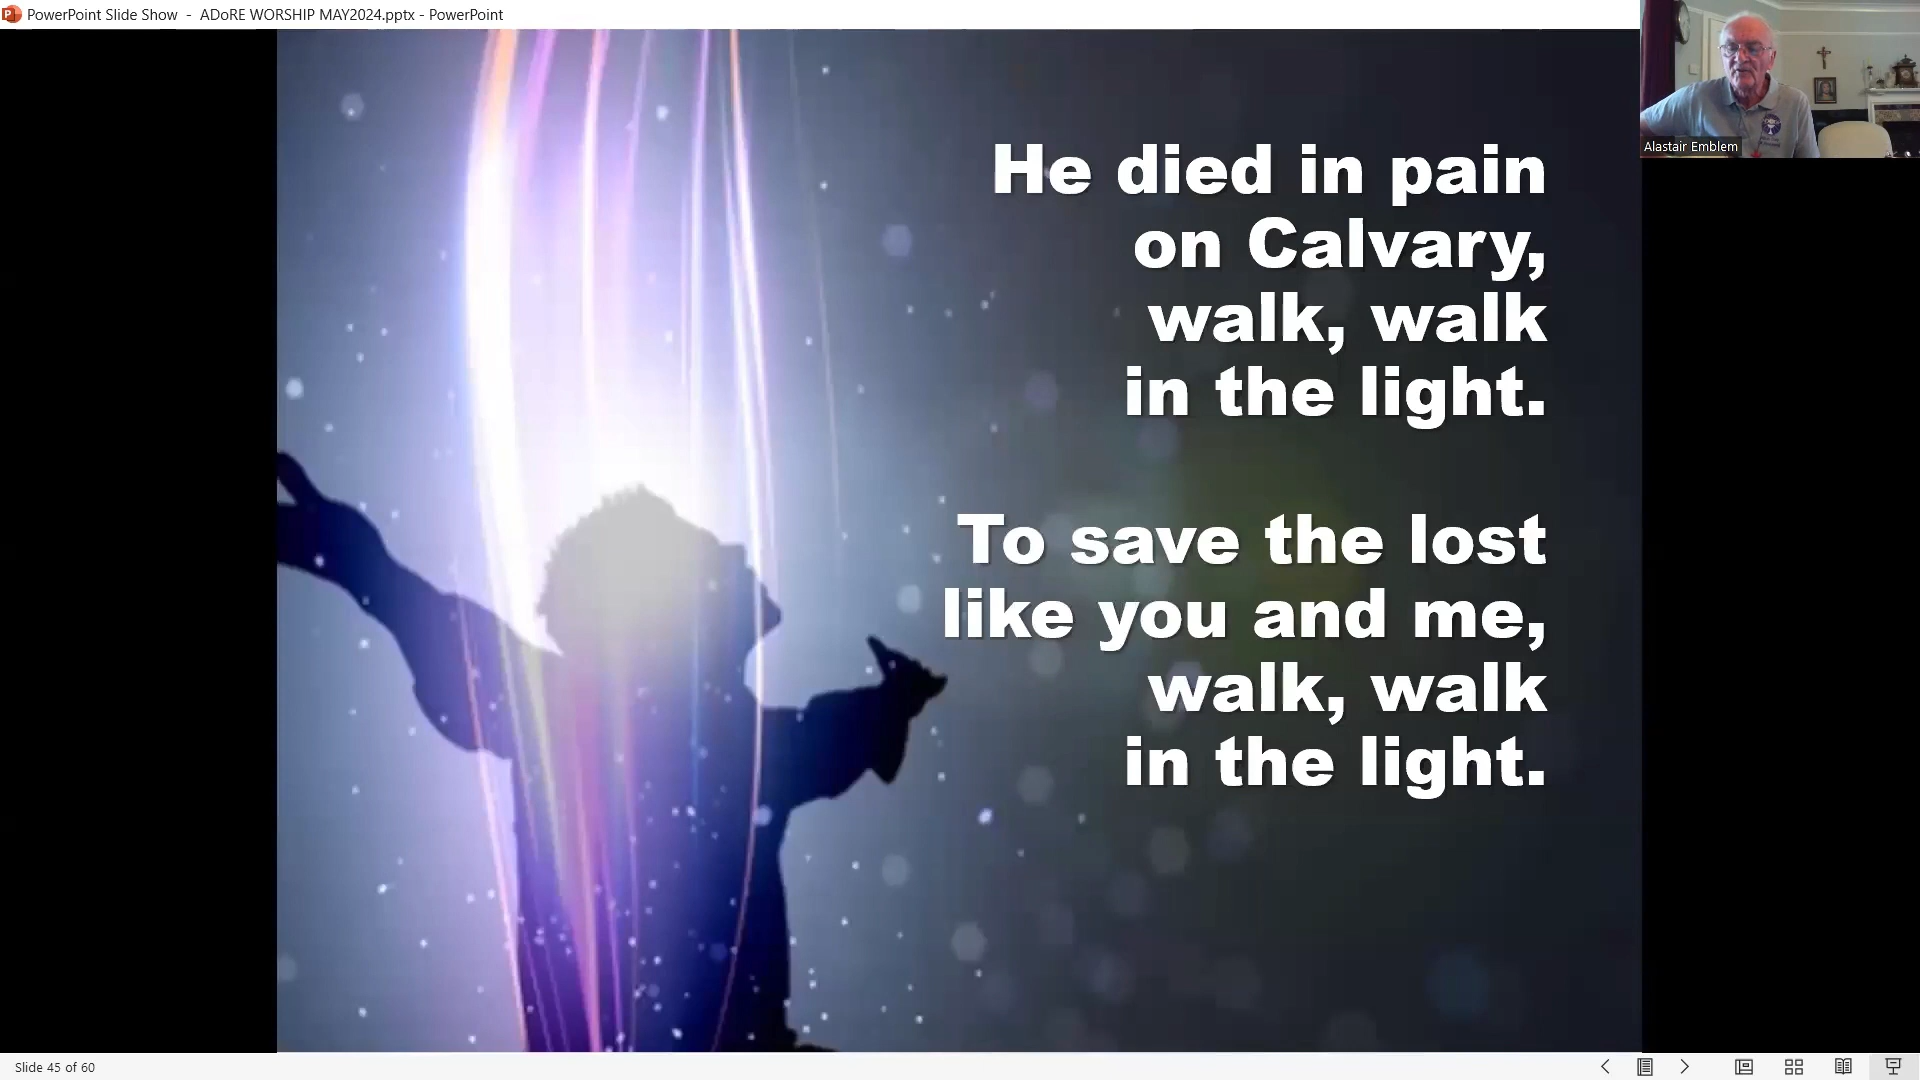 PowerPoint Slide Show - ADoRE WORSHIP MAY2024.pptx - PowerPoint
Alastair Emblem
He died in pain
on Calvary,
walk, walk
in the light.
To save the lost
like you and me,
walk, walk
in the light.
Slide 45 of 60